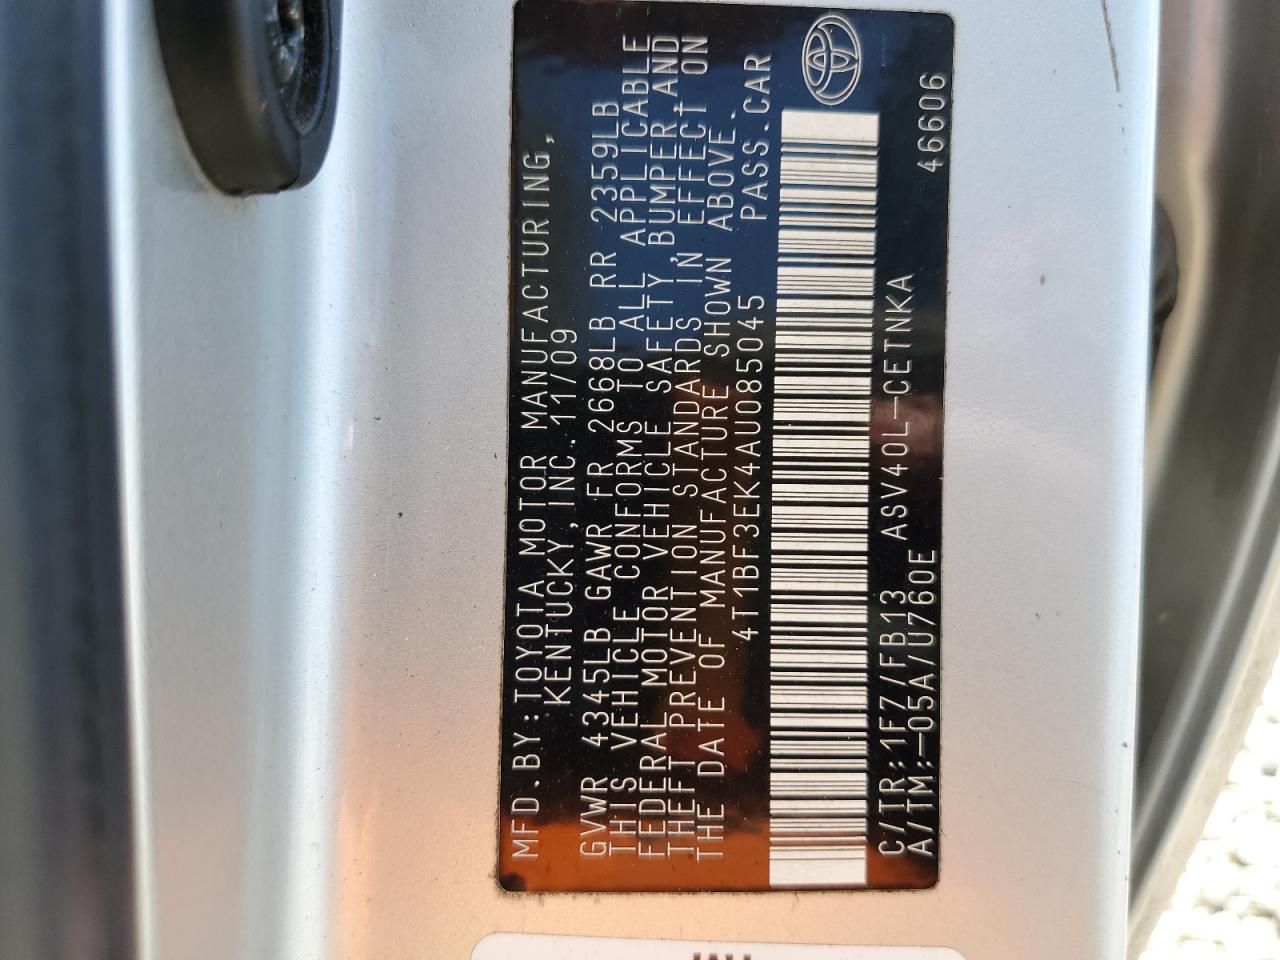 MFD.BY:TOYOTA MOTOR MANUFACTURING,
KENTUCKY,INC. 11/09
GVWR 4345LB GAWR FR 2668LB RR 2359LB
THIS VEHICLE CONFORMS TO ALL APPLICABLE
FEDERAL MOTOR VEHICLE SAFETY, BUMPER,AND
THEFT PREVENTION STANDARDS IN EFFECT ON
THE DATE OF MANUFACTURE SHOWN ABOVE.
4T1BF3EK4AU085045 PASS.CAR
C/TR:1F7/FB13 ASV40L-CETNKA
A/TM:-05A/U760E 46606